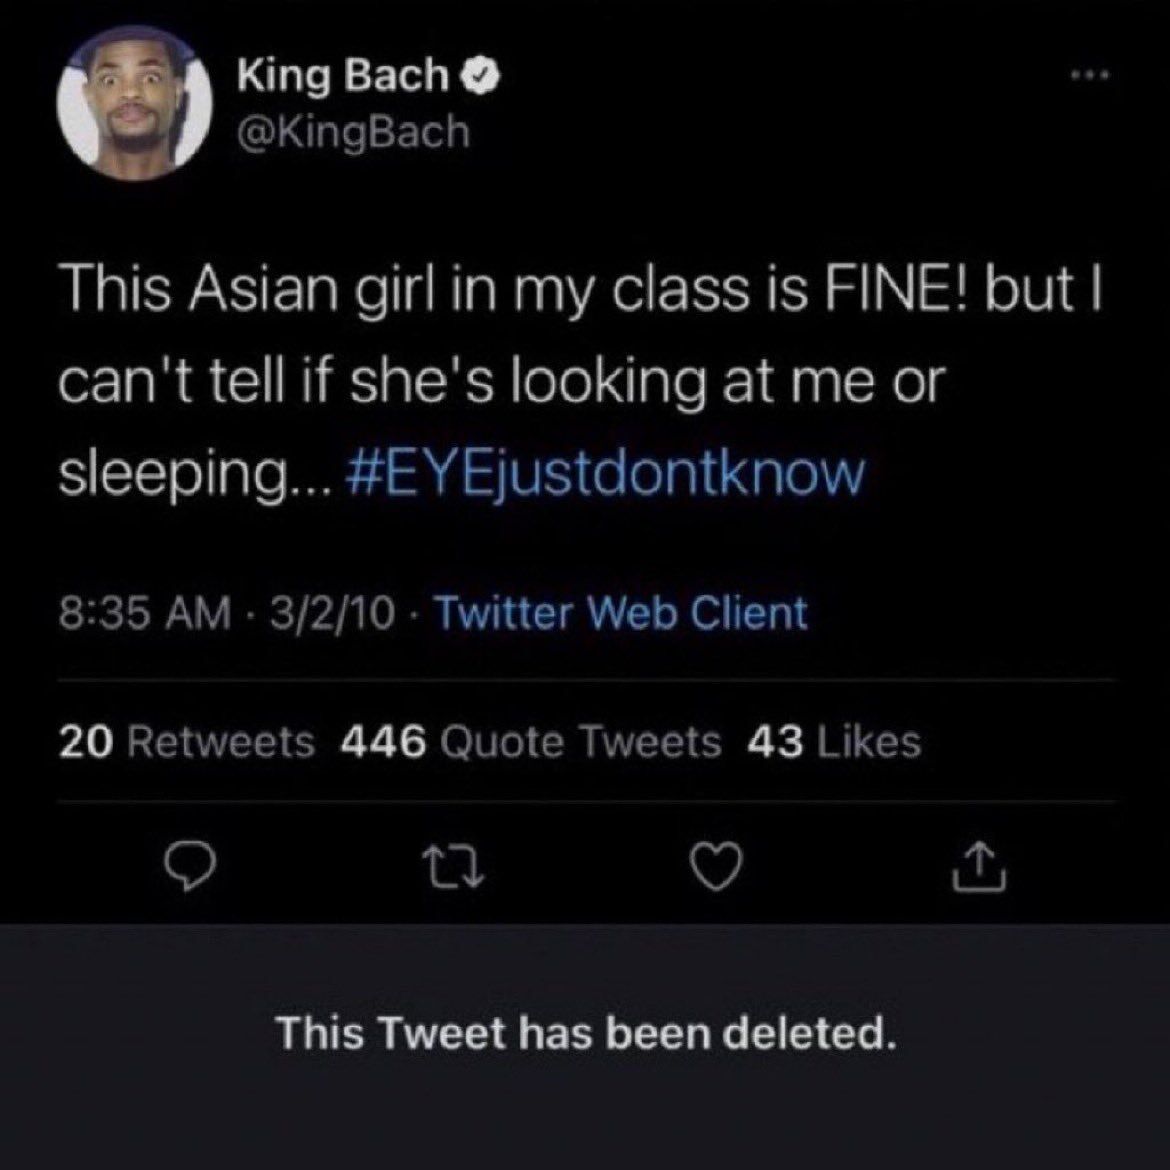 King Bach
@KingBach
This Asian girl in my class is FINE! but I
can't tell if she's looking at me or
sleeping... #EYEjustdontknow
8:35 AM · 3/2/10 · Twitter Web Client
20 Retweets 446 Quote Tweets 43 Likes
This Tweet has been deleted.